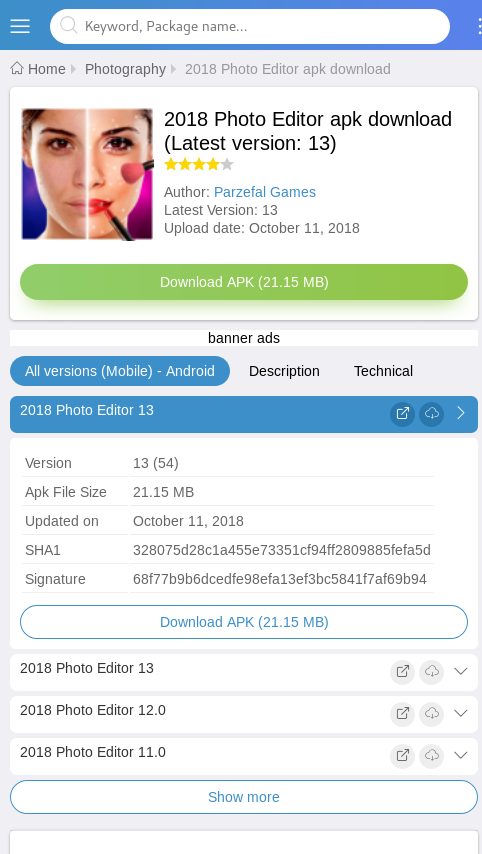 Keyword, Package name...
Home Photography 2018 Photo Editor apk download
2018 Photo Editor apk download
(Latest version: 13)
Author: Parzefal Games
Latest Version: 13
Upload date: October 11, 2018
Download APK (21.15 MB)
banner ads
All versions (Mobile) - Android Description Technical
2018 Photo Editor 13
Version 13 (54)
Apk File Size 21.15 MB
Updated on October 11, 2018
SHA1 328075d28c1a455e73351cf94ff2809885fefa5d
Signature 68f77b9b6dcedfe98efa13ef3bc5841f7af69b94
Download APK (21.15 MB)
2018 Photo Editor 13
2018 Photo Editor 12.0
2018 Photo Editor 11.0
Show more